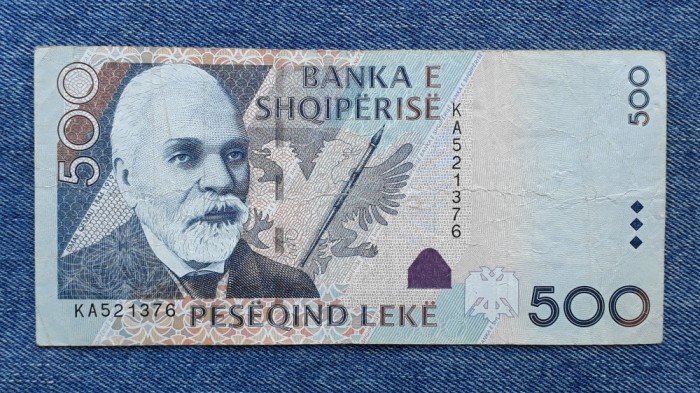 500
BANKA E
SHQIPËRISË
KA521376
500
KA521376
PESËQIND LEKË
500